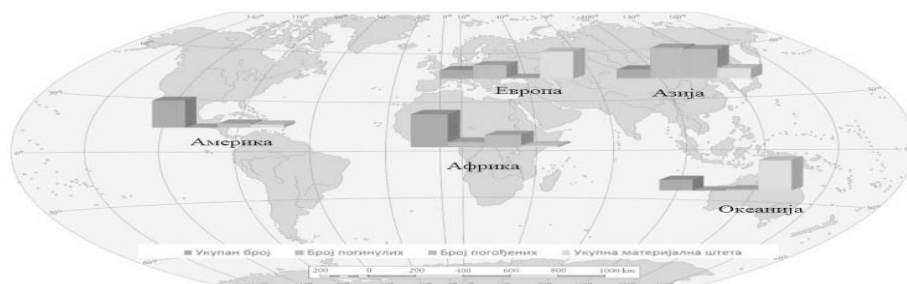 Европа
Азија
Америка
Африка
Океанија
Укупан број Број погинулих Број погођених Укупна материјална штета
200 0 200 400 600 800 1000 km